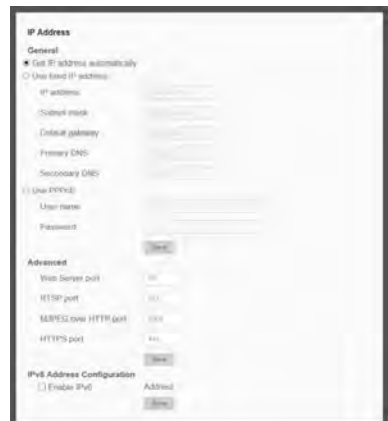 IP Address
General
Get IP address automatically
Use fixed IP address
IP address
Subnet mask
Default gateway
Primary DNS
Secondary DNS
Use PPPoE
User name
Password
Save
Advanced
Web Server port
RTSP port
MJPEG over HTTP port
HTTPS port
Save
IPv6 Address Configuration
Enable IPv6 Address
Save